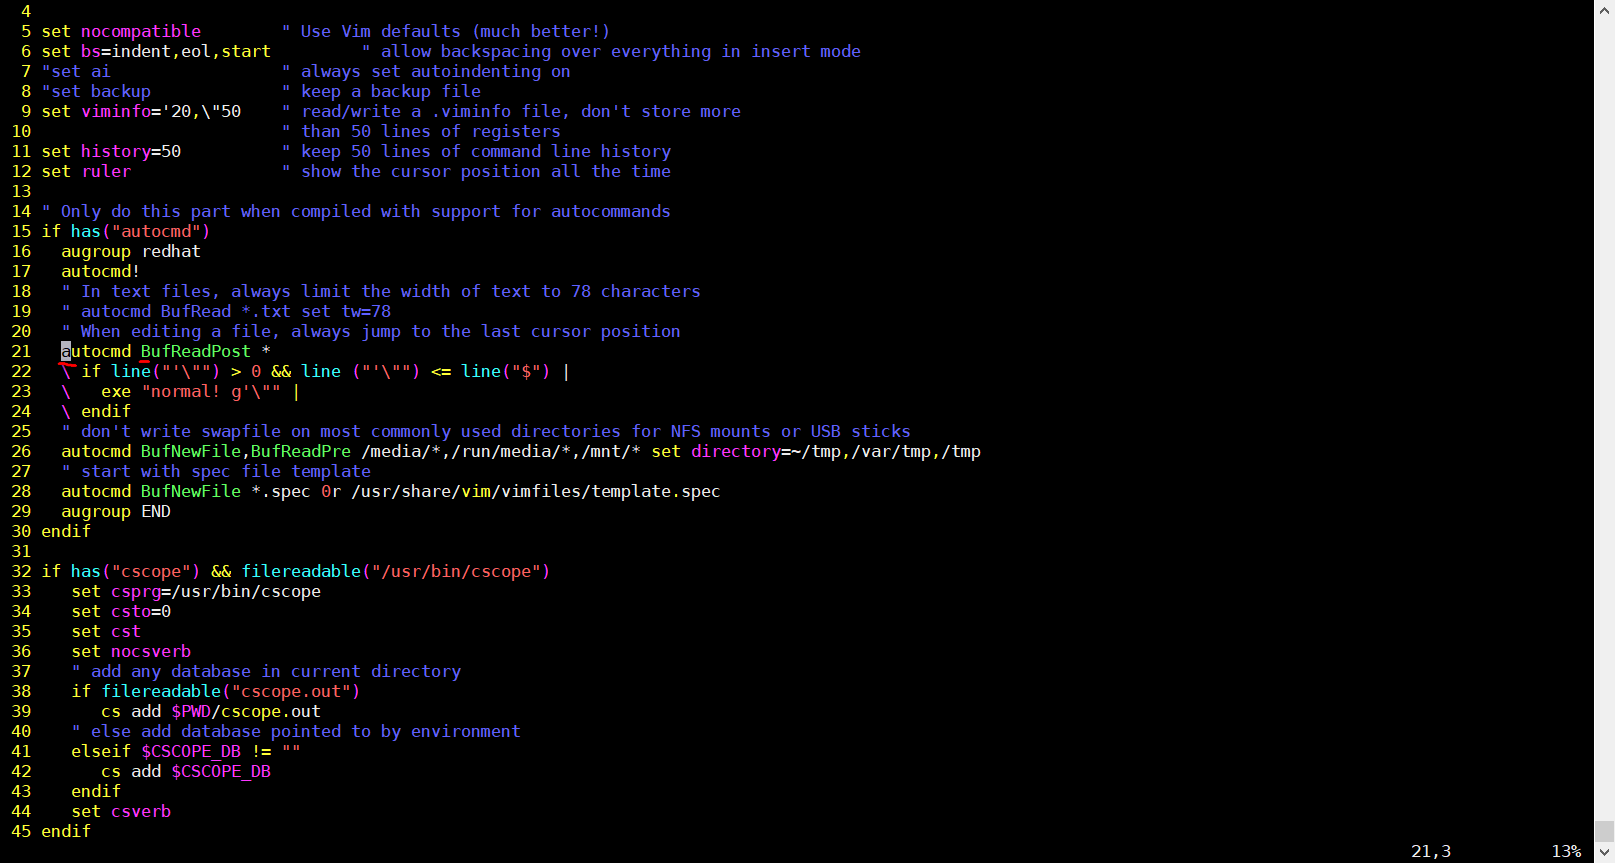 4
5 set nocompatible        " Use Vim defaults (much better!)
6 set bs=indent,eol,start         " allow backspacing over everything in insert mode
7 "set ai                 " always set autoindenting on
8 "set backup             " keep a backup file
9 set viminfo='20,\"50    " read/write a .viminfo file, don't store more
10                         " than 50 lines of registers
11 set history=50          " keep 50 lines of command line history
12 set ruler               " show the cursor position all the time
13
14 " Only do this part when compiled with support for autocommands
15 if has("autocmd")
16   augroup redhat
17   autocmd!
18   " In text files, always limit the width of text to 78 characters
19   " autocmd BufRead *.txt set tw=78
20   " When editing a file, always jump to the last cursor position
21   autocmd BufReadPost *
22   \ if line("'\"") > 0 && line ("'\"") <= line("$") |
23   \   exe "normal! g'\"" |
24   \ endif
25   " don't write swapfile on most commonly used directories for NFS mounts or USB sticks
26   autocmd BufNewFile,BufReadPre /media/*,/run/media/*,/mnt/* set directory=~/tmp,/var/tmp,/tmp
27   " start with spec file template
28   autocmd BufNewFile *.spec 0r /usr/share/vim/vimfiles/template.spec
29   augroup END
30 endif
31
32 if has("cscope") && filereadable("/usr/bin/cscope")
33    set csprg=/usr/bin/cscope
34    set csto=0
35    set cst
36    set nocsverb
37    " add any database in current directory
38    if filereadable("cscope.out")
39       cs add $PWD/cscope.out
40    " else add database pointed to by environment
41    elseif $CSCOPE_DB != ""
42       cs add $CSCOPE_DB
43    endif
44    set csverb
45 endif
21,3          13%